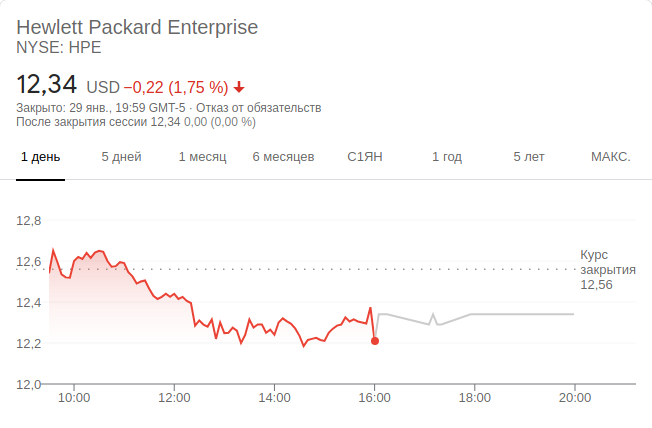 Hewlett Packard Enterprise
NYSE: HPE
12,34 USD −0,22 (1,75 %)
Закрыто: 29 янв., 19:59 GMT-5 · Отказ от обязательств
После закрытия сессии 12,34 0,00 (0,00 %)
1 день 5 дней 1 месяц 6 месяцев С1ЯН 1 год 5 лет МАКС.
12,8
12,6
12,4
12,2
12,0
Курс
закрытия
12,56
10:00 12:00 14:00 16:00 18:00 20:00